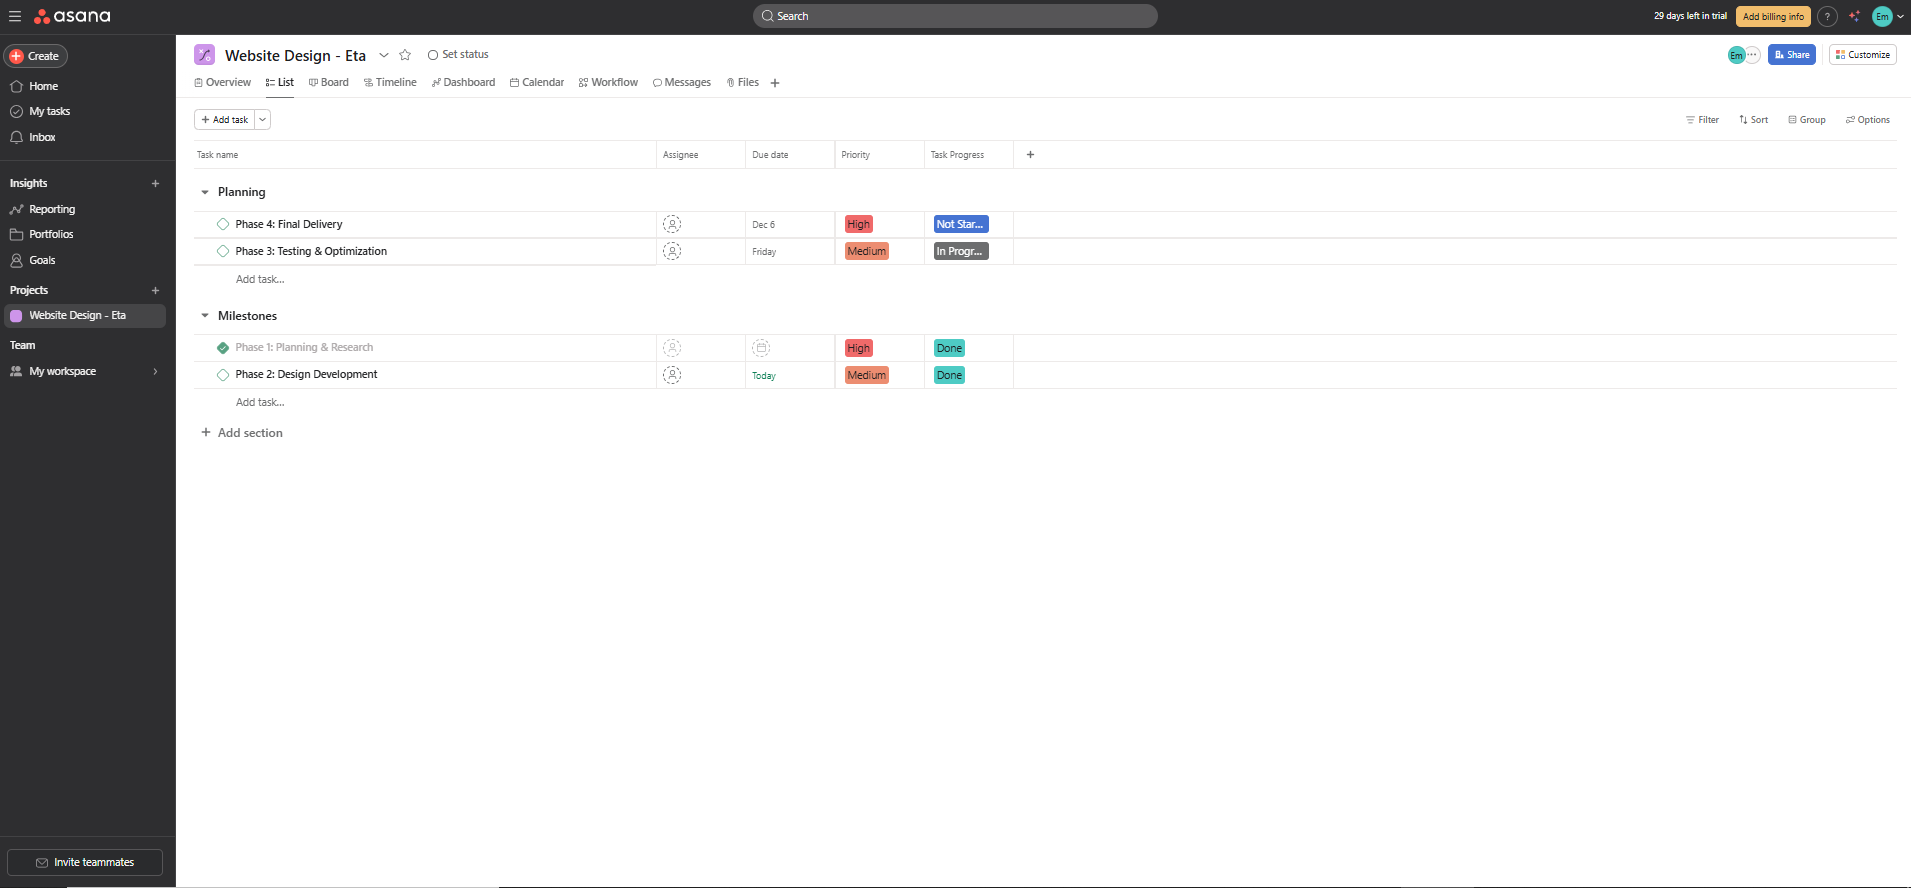 asana
Search
29 days left in trial
Add billing info
?
Em
Create
Home
My tasks
Inbox
Insights
Reporting
Portfolios
Goals
Projects
Website Design - Eta
Team
My workspace
Invite teammates
Website Design - Eta
Set status
Em
Share
Customize
Overview
List
Board
Timeline
Dashboard
Calendar
Workflow
Messages
Files
Add task
Filter
Sort
Group
Options
Task name
Assignee
Due date
Priority
Task Progress
Planning
Phase 4: Final Delivery
Dec 6
High
Not Star...
Phase 3: Testing & Optimization
Friday
Medium
In Progr...
Add task...
Milestones
Phase 1: Planning & Research
High
Done
Phase 2: Design Development
Today
Medium
Done
Add task...
Add section